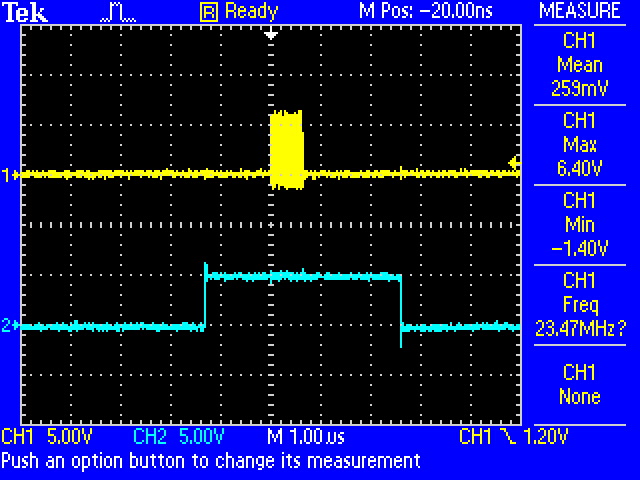 Tek R Ready M Pos: -20.00ns MEASURE
CH1
Mean
259mV
CH1
Max
6.40V
CH1
Min
-1.40V
CH1
Freq
23.47MHz?
CH1
None
1
2
CH1 5.00V CH2 5.00V M 1.00µs CH1 1.20V
Push an option button to change its measurement